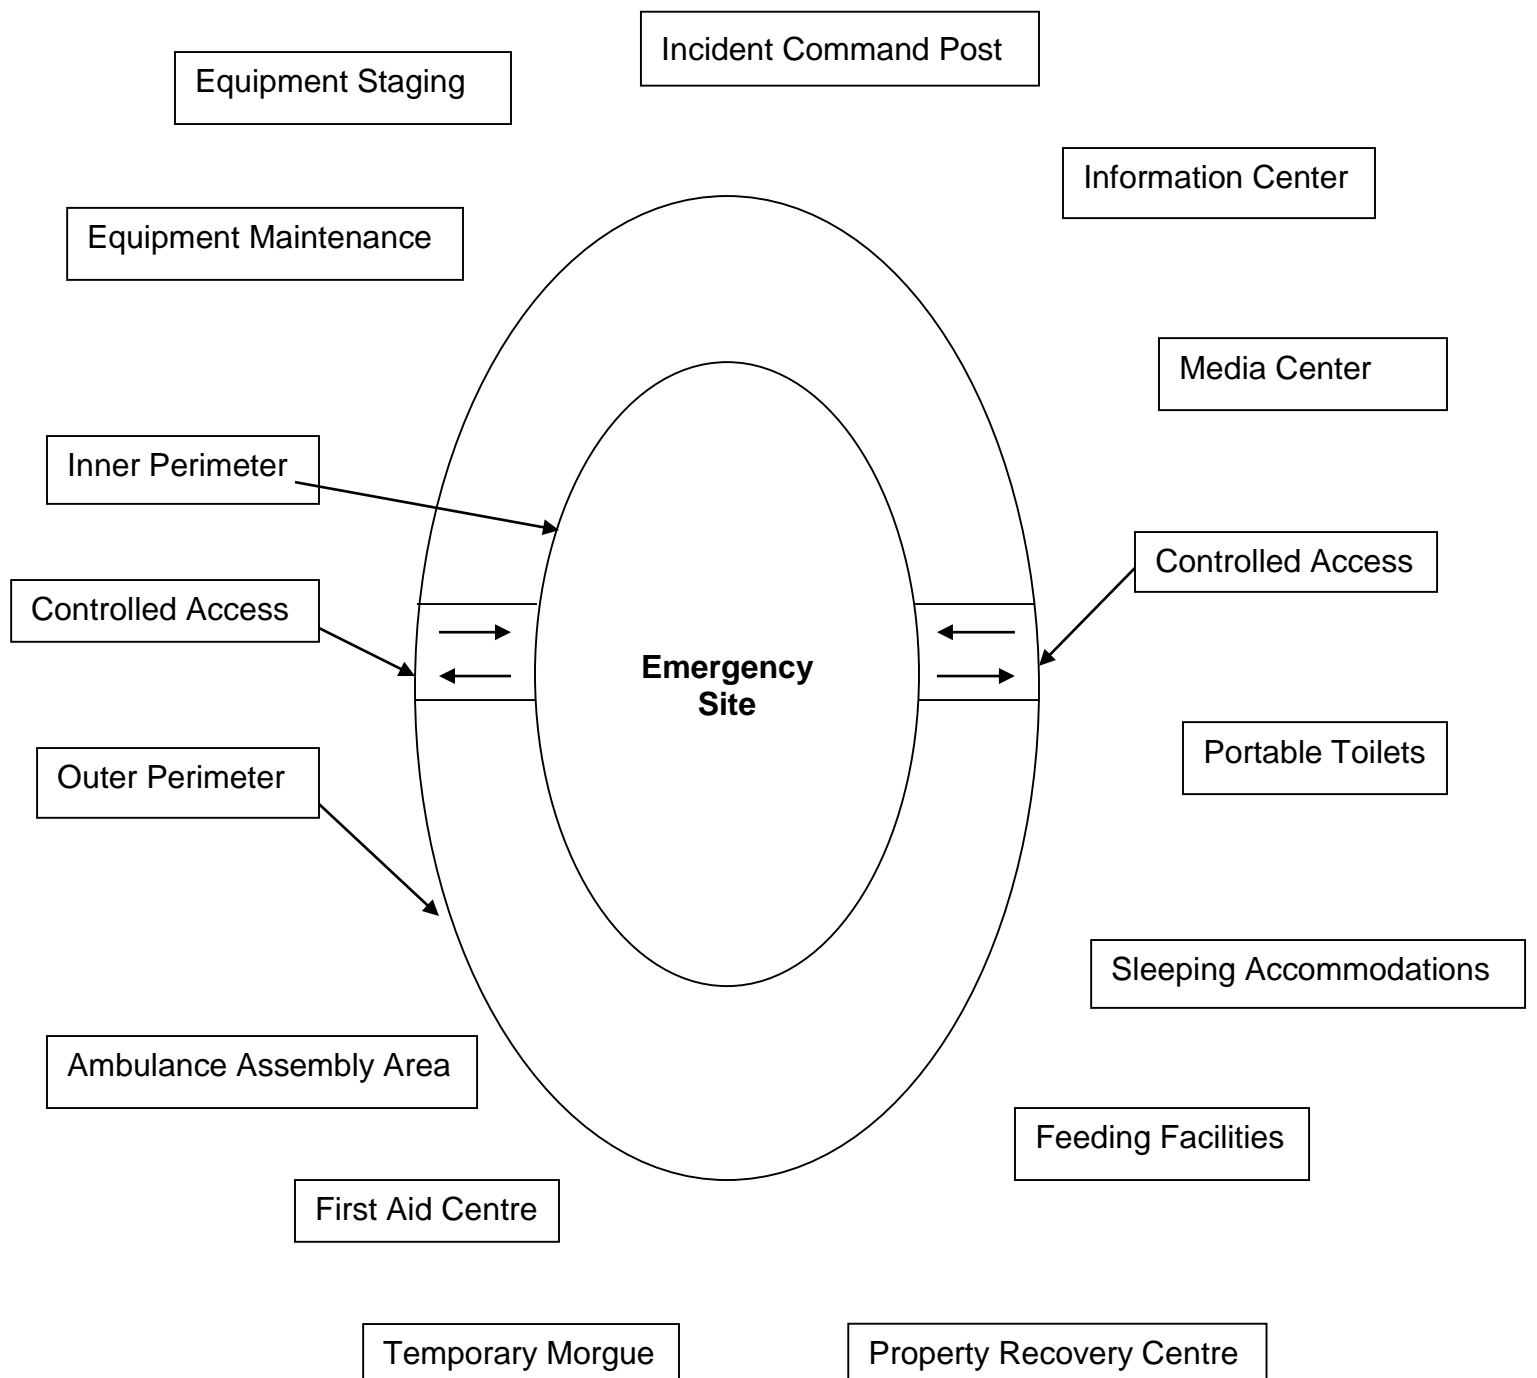 Incident Command Post
Equipment Staging
Information Center
Equipment Maintenance
Media Center
Inner Perimeter
Controlled Access
Controlled Access
Emergency
Site
Portable Toilets
Outer Perimeter
Sleeping Accommodations
Ambulance Assembly Area
Feeding Facilities
First Aid Centre
Temporary Morgue
Property Recovery Centre